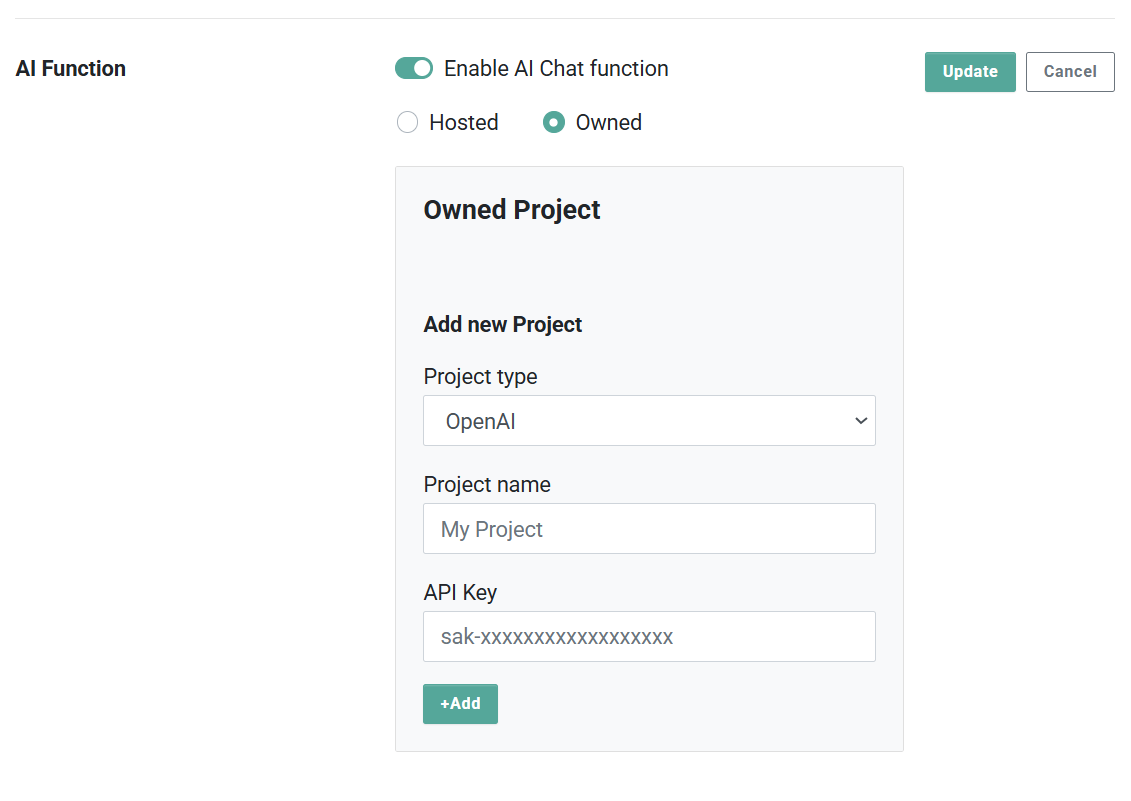 AI Function
Enable AI Chat function
Update
Cancel
Hosted
Owned
Owned Project
Add new Project
Project type
OpenAI
Project name
My Project
API Key
sak-xxxxxxxxxxxxxxxxxx
+Add